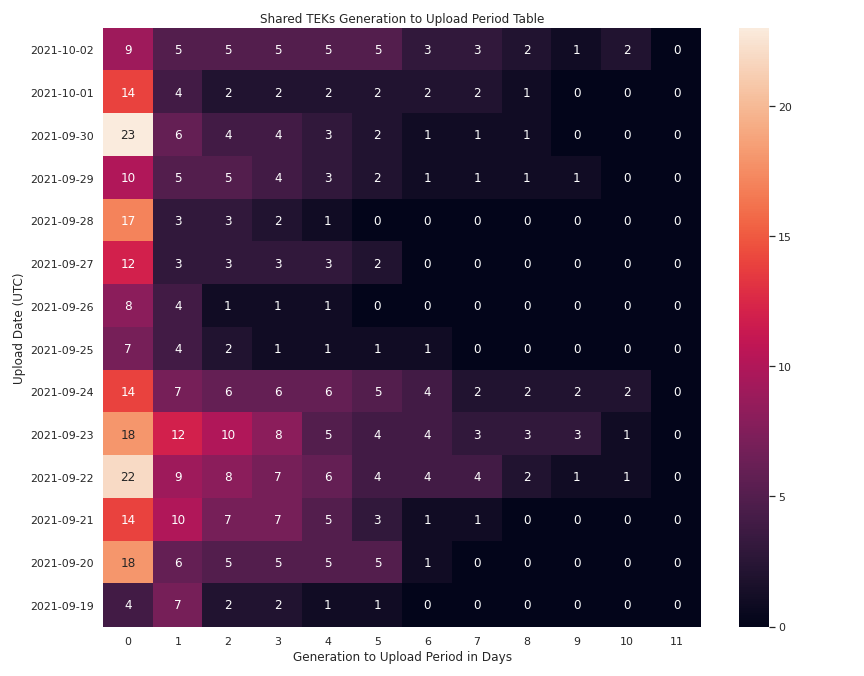 Shared TEKs Generation to Upload Period Table
Upload Date (UTC)
2021-10-02 9 5 5 5 5 5 3 3 2 1 2 0
2021-10-01 14 4 2 2 2 2 2 2 1 0 0 0
2021-09-30 23 6 4 4 3 2 1 1 1 0 0 0
2021-09-29 10 5 5 4 3 2 1 1 1 1 0 0
2021-09-28 17 3 3 2 1 0 0 0 0 0 0 0
2021-09-27 12 3 3 3 3 2 0 0 0 0 0 0
2021-09-26 8 4 1 1 1 0 0 0 0 0 0 0
2021-09-25 7 4 2 1 1 1 1 0 0 0 0 0
2021-09-24 14 7 6 6 6 5 4 2 2 2 2 0
2021-09-23 18 12 10 8 5 4 4 3 3 3 1 0
2021-09-22 22 9 8 7 6 4 4 4 2 1 1 0
2021-09-21 14 10 7 7 5 3 1 1 0 0 0 0
2021-09-20 18 6 5 5 5 5 1 0 0 0 0 0
2021-09-19 4 7 2 2 1 1 0 0 0 0 0 0
0 1 2 3 4 5 6 7 8 9 10 11
Generation to Upload Period in Days
20
15
10
5
0